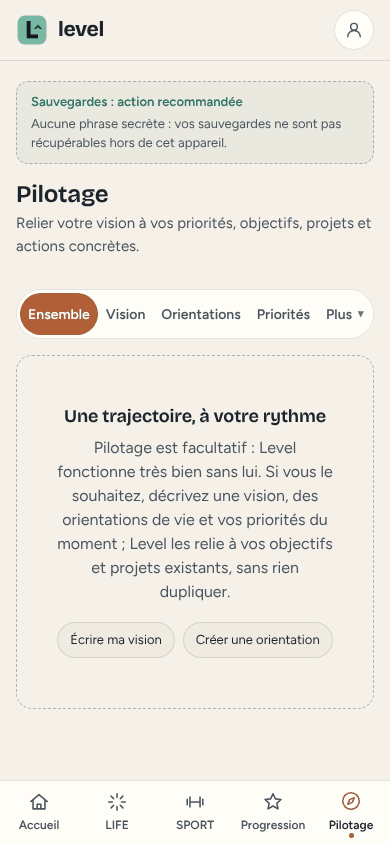 level
Sauvegardes : action recommandée
Aucune phrase secrète : vos sauvegardes ne sont pas
récupérables hors de cet appareil.
Pilotage
Relier votre vision à vos priorités, objectifs, projets et
actions concrètes.
Ensemble Vision Orientations Priorités Plus ▼
Une trajectoire, à votre rythme
Pilotage est facultatif : Level
fonctionne très bien sans lui. Si vous le
souhaitez, décrivez une vision, des
orientations de vie et vos priorités du
moment ; Level les relie à vos objectifs
et projets existants, sans rien
dupliquer.
Écrire ma vision Créer une orientation
Accueil LIFE SPORT Progression Pilotage